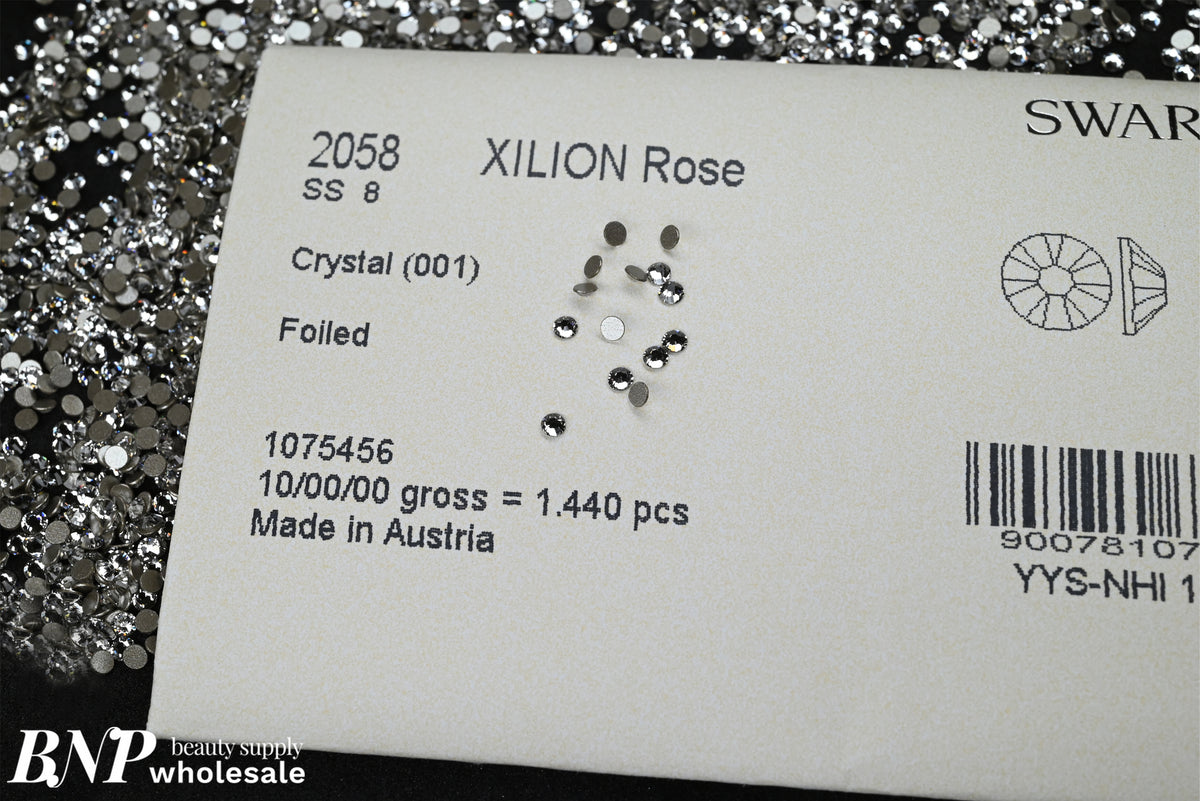 SWAR
2058 XILION Rose
SS 8
Crystal (001)
Foiled
1075456
10/00/00 gross = 1.440 pcs
Made in Austria
90078107
YYS-NHI 1
BNP beauty supply
wholesale